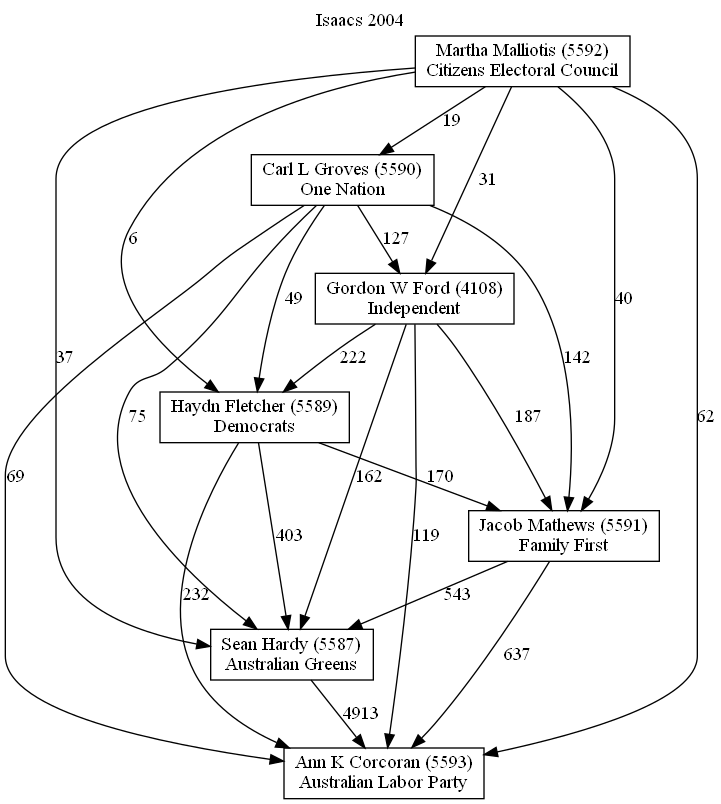 Isaacs 2004
Martha Malliotis (5592)
Citizens Electoral Council
19
Carl L Groves (5590)
One Nation
31
127
6
49
Gordon W Ford (4108)
Independent
40
142
37
222
Haydn Fletcher (5589)
Democrats
75
187
62
69
162
170
Jacob Mathews (5591)
Family First
403
119
232
543
Sean Hardy (5587)
Australian Greens
637
4913
Ann K Corcoran (5593)
Australian Labor Party